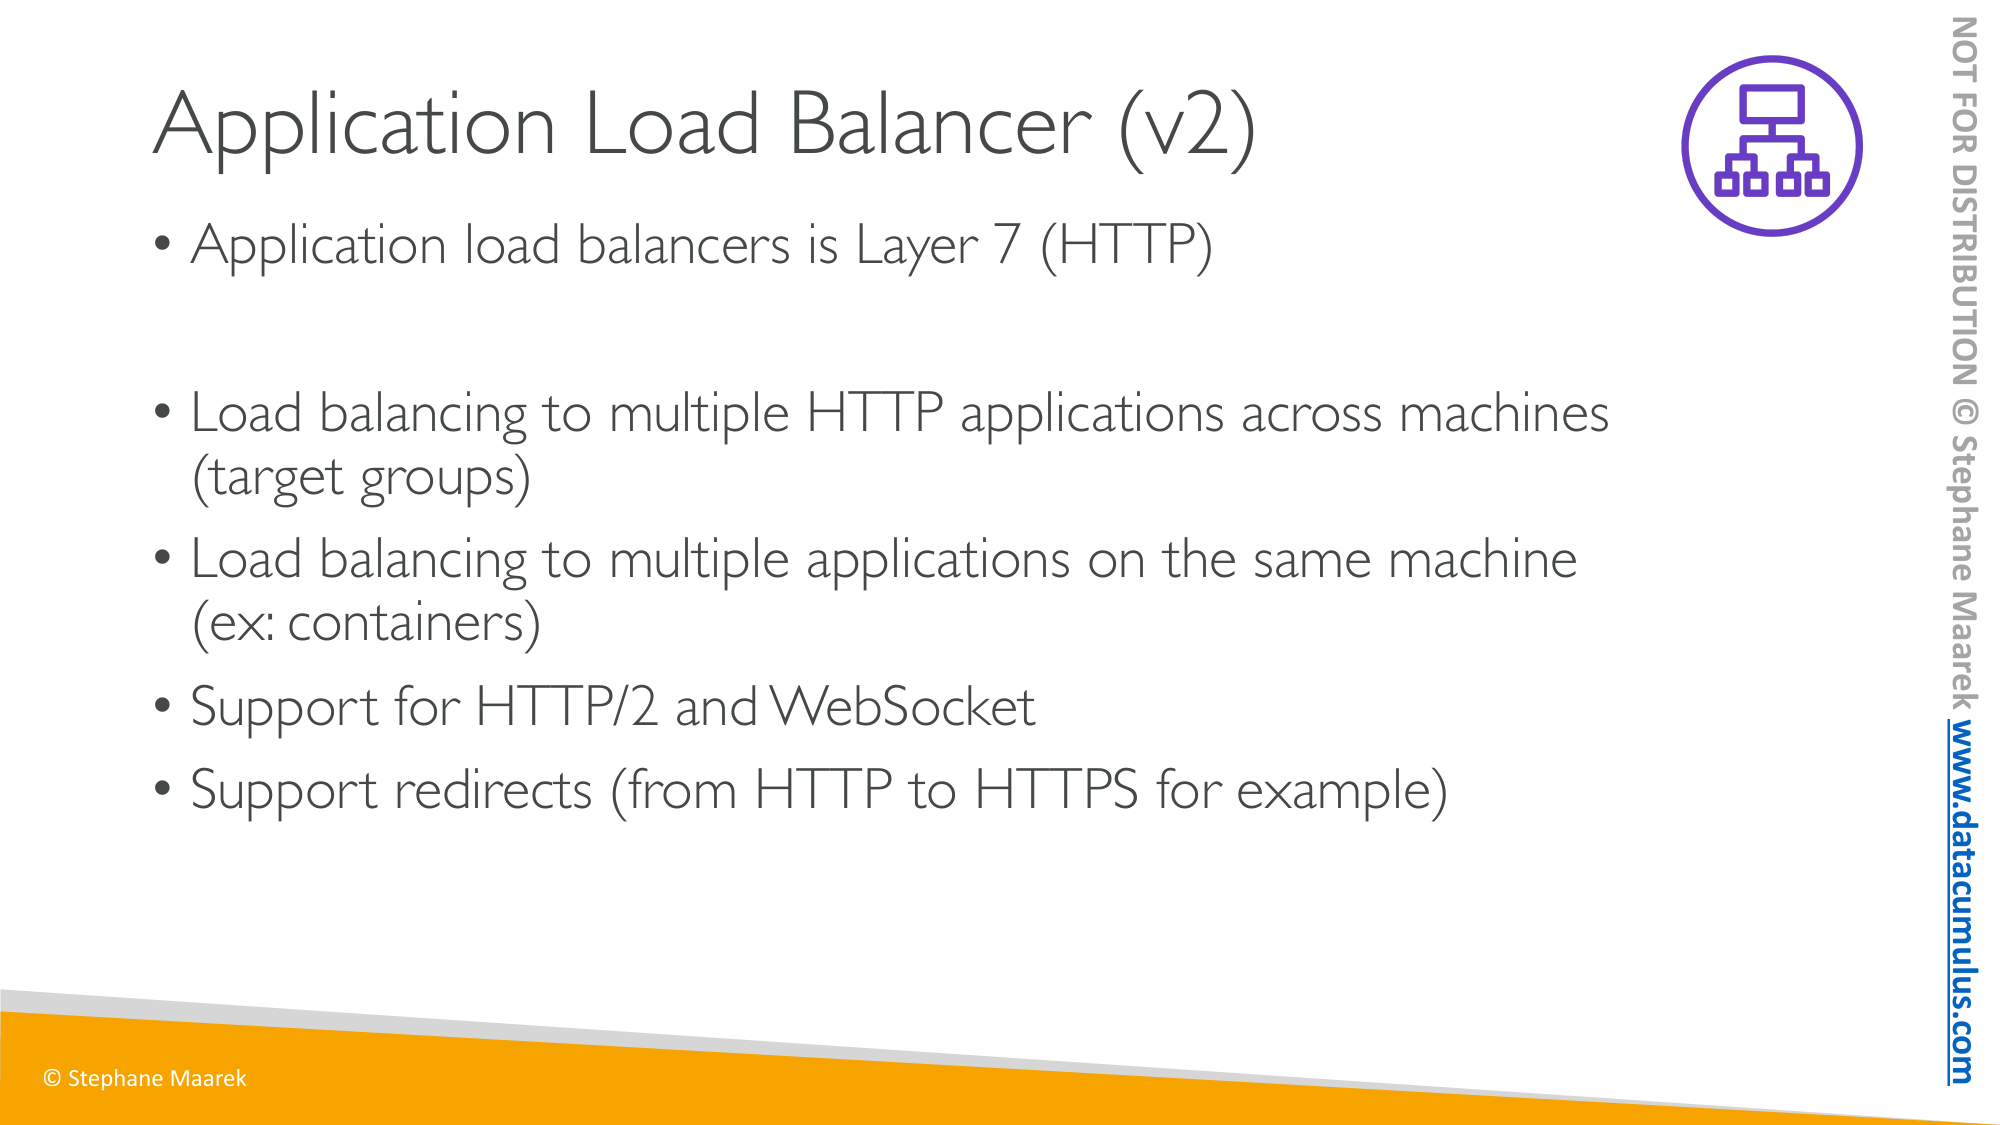 Application Load Balancer (v2)
• Application load balancers is Layer 7 (HTTP)
• Load balancing to multiple HTTP applications across machines
(target groups)
• Load balancing to multiple applications on the same machine
(ex: containers)
• Support for HTTP/2 and WebSocket
• Support redirects (from HTTP to HTTPS for example)
© Stephane Maarek
NOT FOR DISTRIBUTION © Stephane Maarek www.datacumulus.com